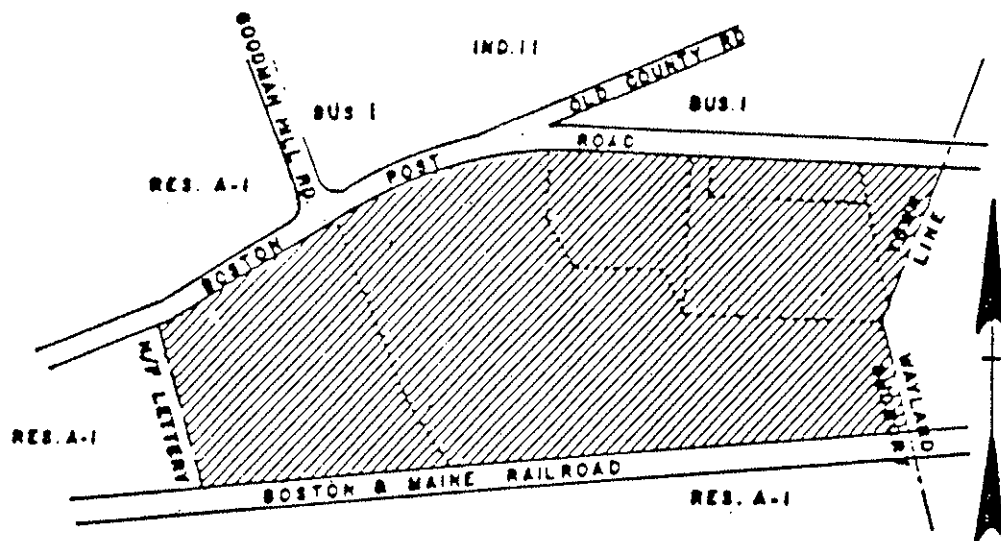 GOODMAN HILL RD.
IND. 11
OLD COUNTY RD
BUS I
BUS. I
BOSTON POST ROAD
RES. A-I
TOWN LINE
N/F LETTERY
WAYLAND
SUDBURY
RES. A-I
BOSTON & MAINE RAILROAD
RES. A-I